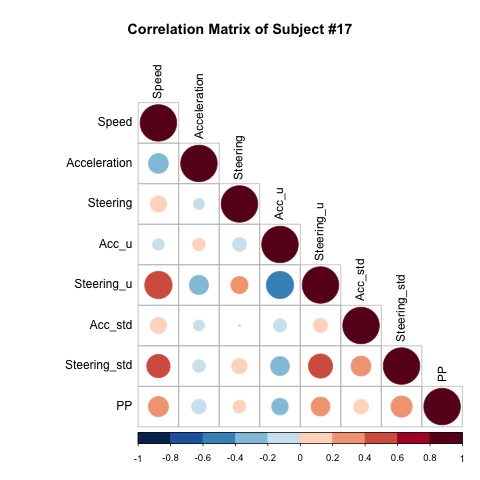 Correlation Matrix of Subject #17
Speed
Acceleration
Steering
Acc_u
Steering_u
Acc_std
Steering_std
PP
Speed
Acceleration
Steering
Acc_u
Steering_u
Acc_std
Steering_std
PP
-1 -0.8 -0.6 -0.4 -0.2 0 0.2 0.4 0.6 0.8 1